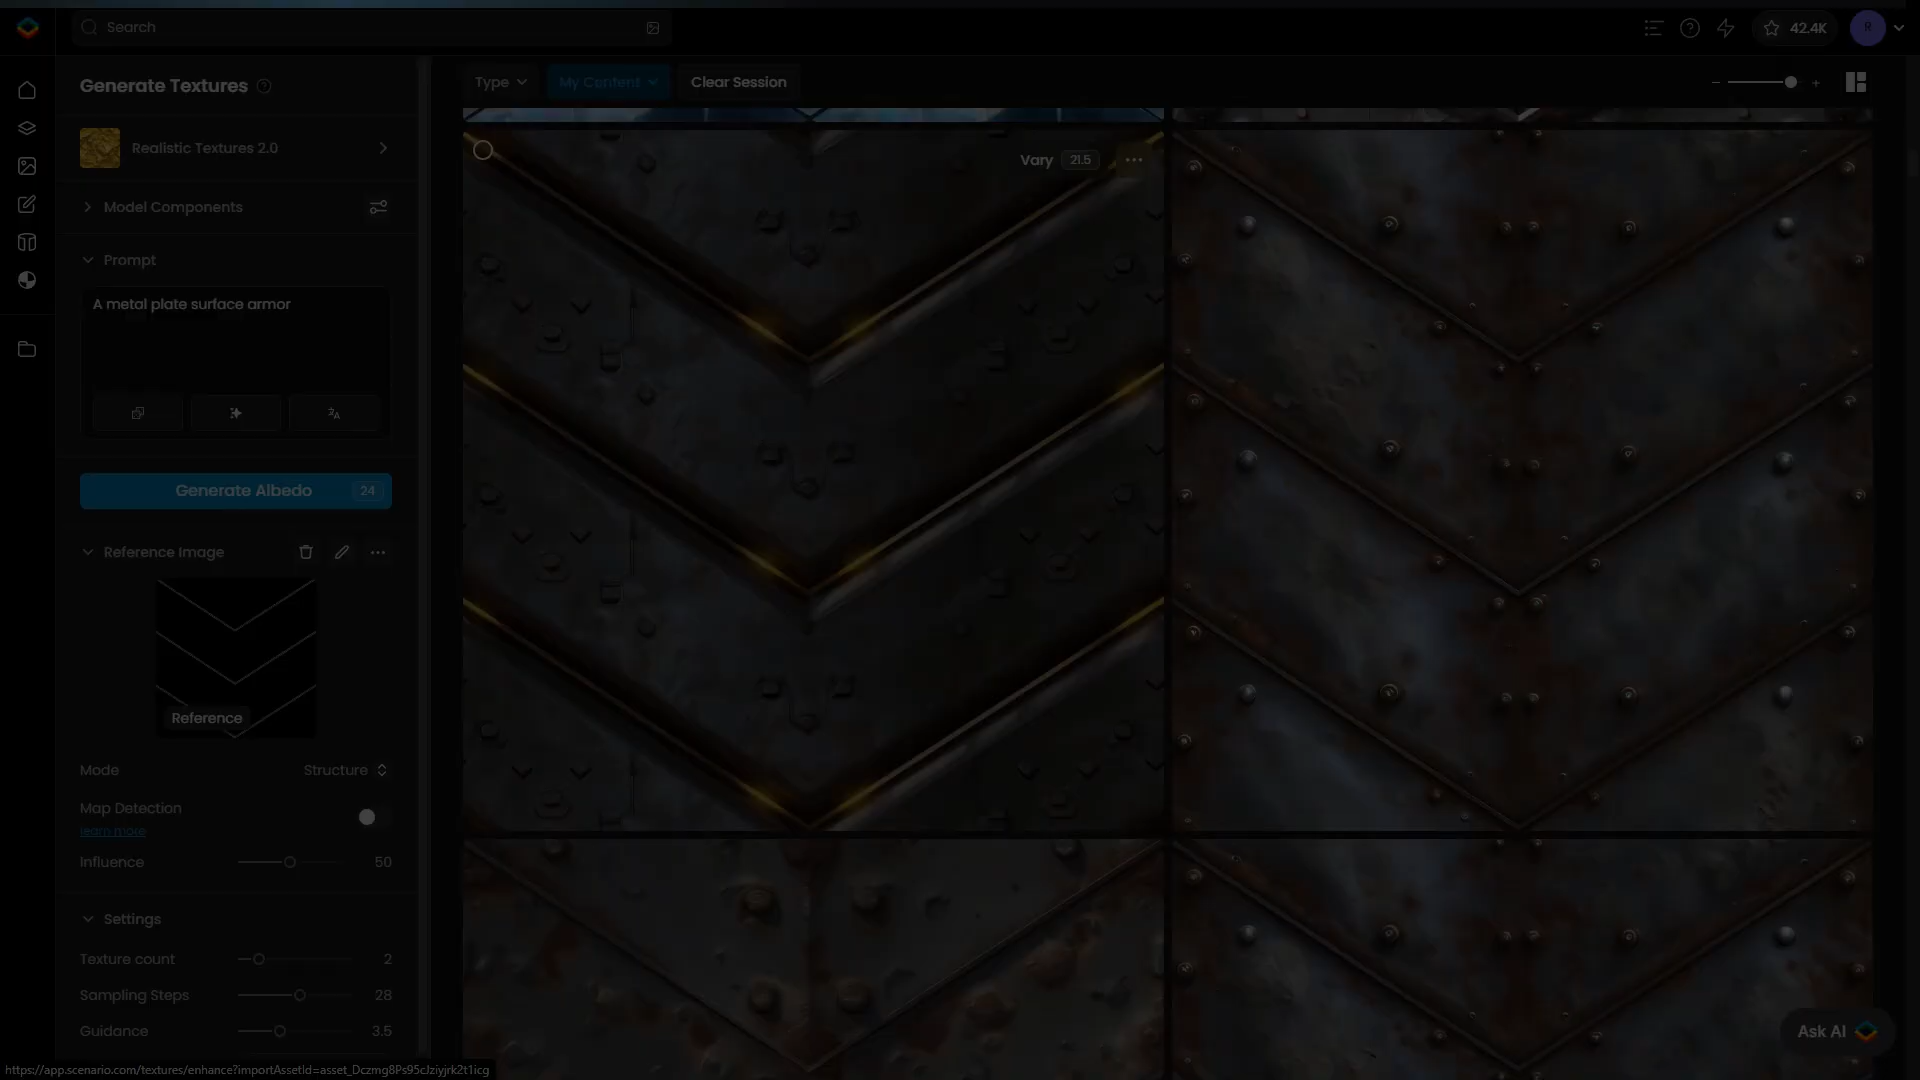 Search
42.4K
R
Generate Textures
Type
My Content
Clear Session
Realistic Textures 2.0
Vary 21.5
Model Components
Prompt
A metal plate surface armor
Generate Albedo 24
Reference Image
Reference
Mode Structure
Map Detection
learn more
Influence 50
Settings
Texture count 2
Sampling Steps 28
Guidance 3.5
Ask AI
https://app.scenario.com/textures/enhance?importAssetId=asset_Dczmg8Ps95cJziyjrk2t1icg